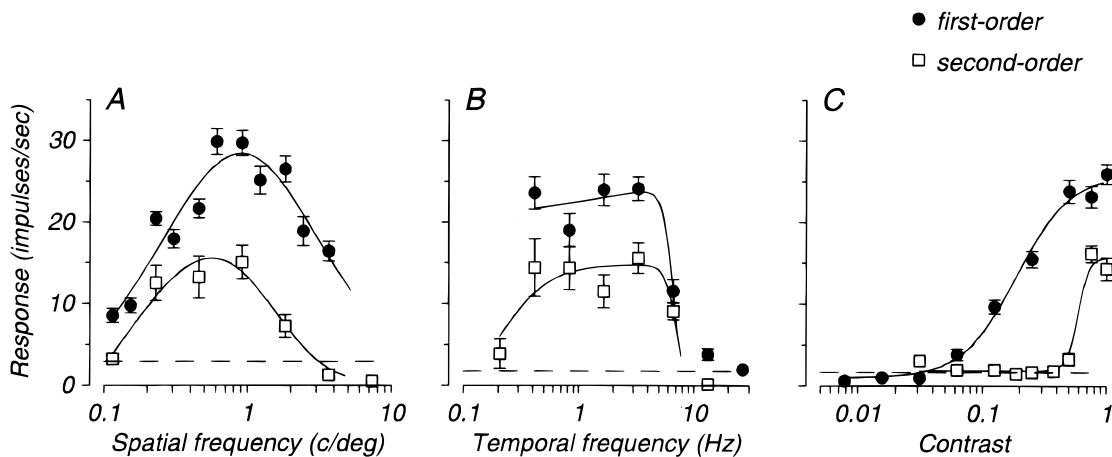 first-order
second-order
A
B
C
Response (impulses/sec)
30
20
10
0
0.1 1 10
0.1 1 10
0.01 0.1 1
Spatial frequency (c/deg)
Temporal frequency (Hz)
Contrast